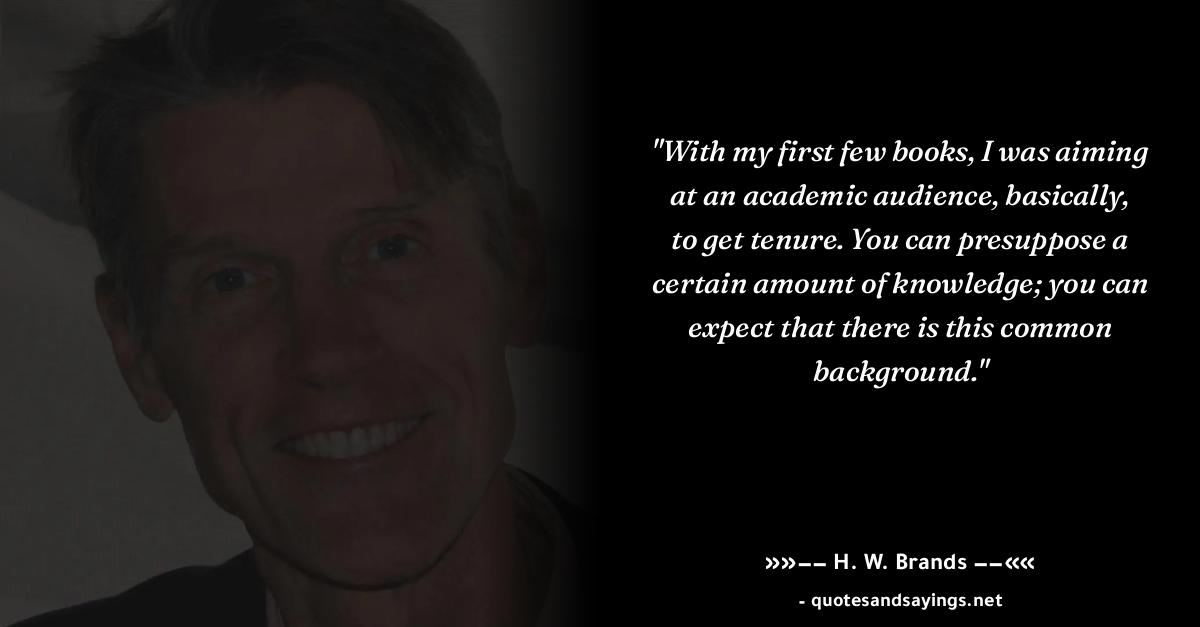 "With my first few books, I was aiming
at an academic audience, basically,
to get tenure. You can presuppose a
certain amount of knowledge; you can
expect that there is this common
background."
»»−− H. W. Brands −−««
- quotesandsayings.net